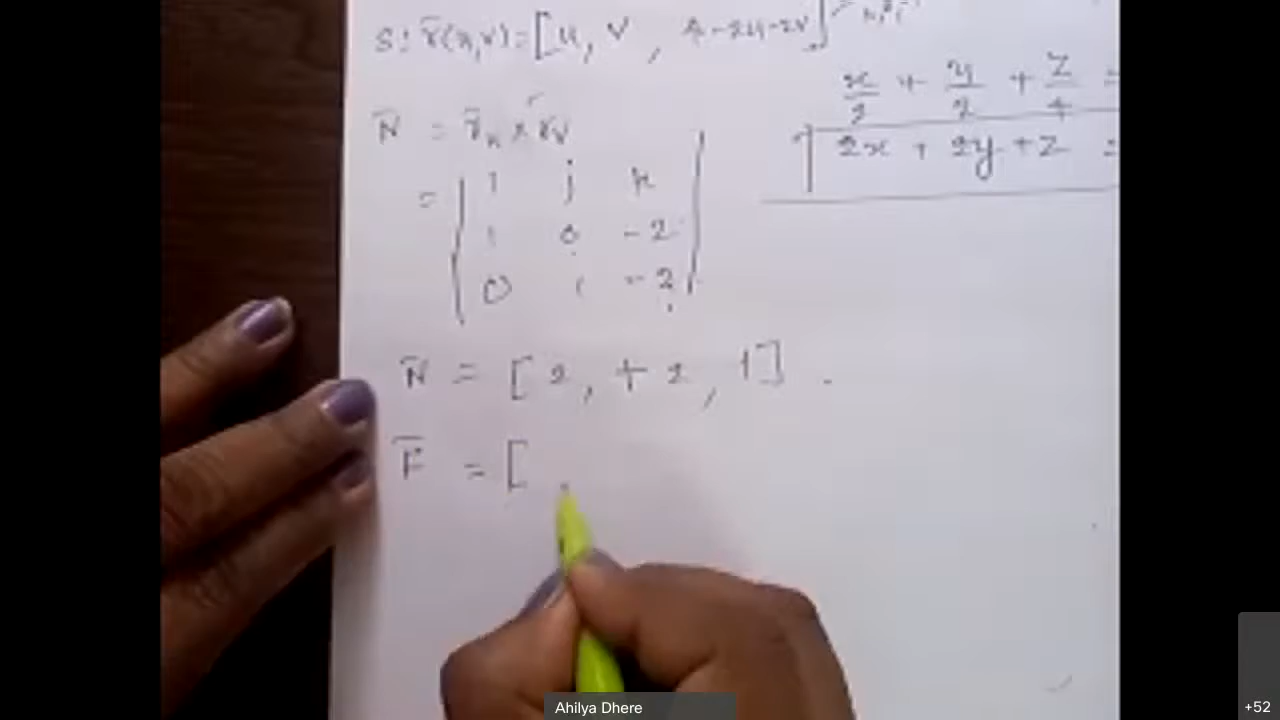 S: r̄(u,v) = [u, v, 4-2u-2v]
x/2 + y/2 + z/4 =
N̄ = r̄u × r̄v
2x + 2y + z =
= | i j k |
| 1 0 -2 |
| 0 1 -2 |
N̄ = [2, +2, 1].
F̄ = [
Ahilya Dhere
+52